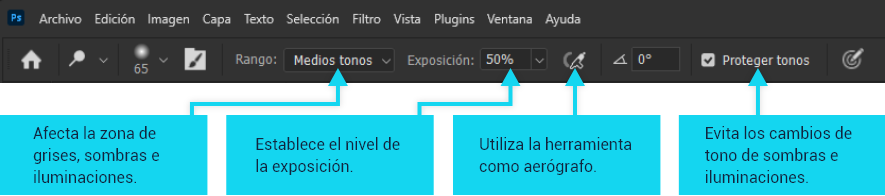 Ps Archivo Edición Imagen Capa Texto Selección Filtro Vista Plugins Ventana Ayuda
65 Rango: Medios tonos Exposición: 50% 0° Proteger tonos
Afecta la zona de
grises, sombras e
iluminaciones.
Establece el nivel de
la exposición.
Utiliza la herramienta
como aerógrafo.
Evita los cambios de
tono de sombras e
iluminaciones.